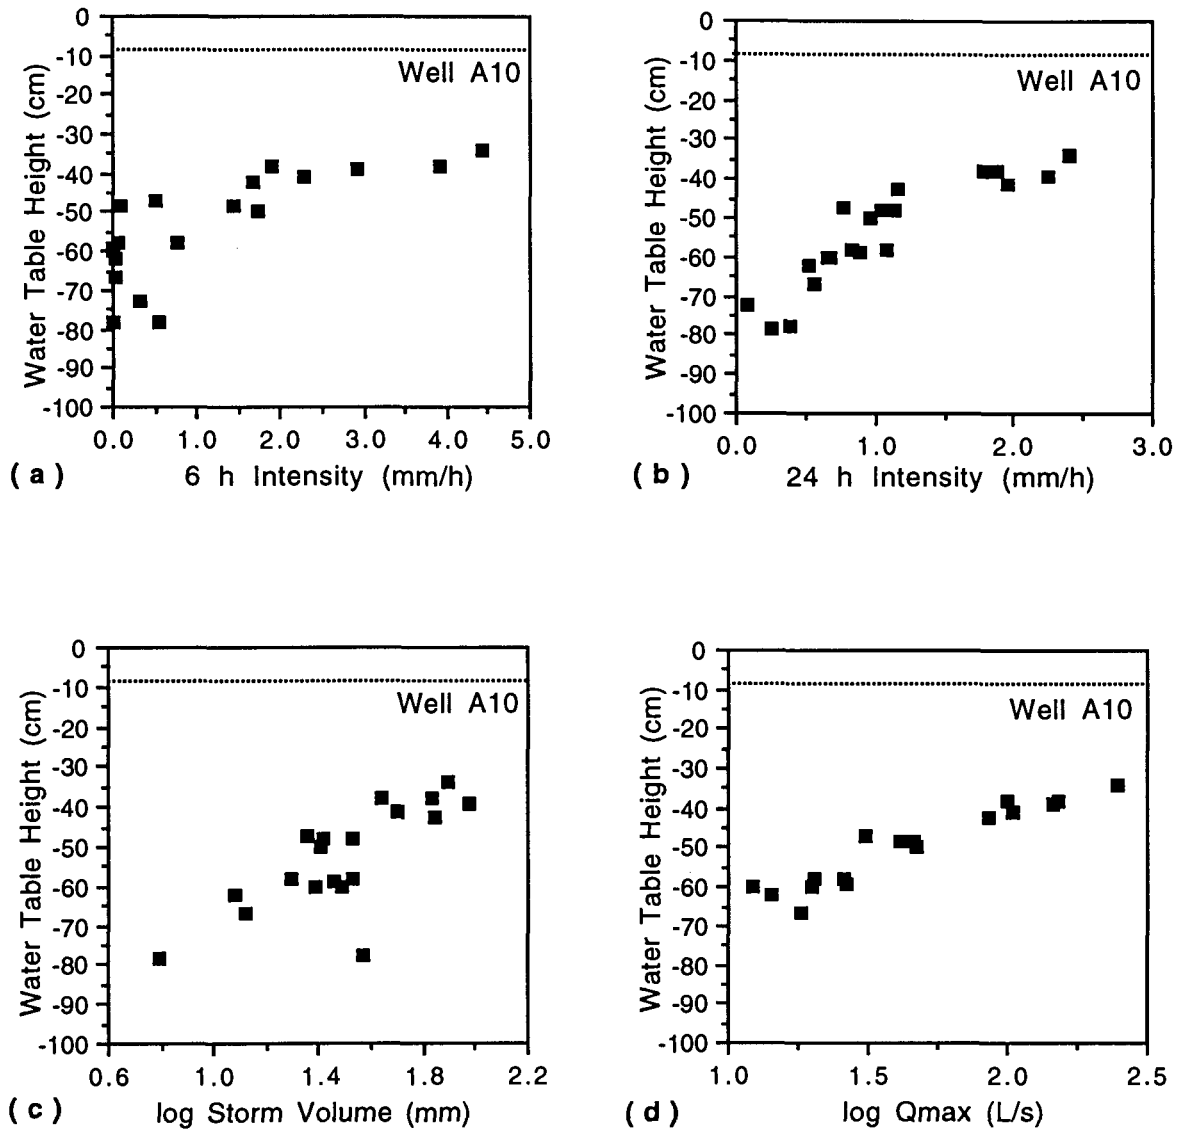 Water Table Height (cm)
0
-10
-20
-30
-40
-50
-60
-70
-80
-90
-100
Well A10
0.0 1.0 2.0 3.0 4.0 5.0
(a) 6 h Intensity (mm/h)
Water Table Height (cm)
0
-10
-20
-30
-40
-50
-60
-70
-80
-90
-100
Well A10
0.0 1.0 2.0 3.0
(b) 24 h Intensity (mm/h)
Water Table Height (cm)
0
-10
-20
-30
-40
-50
-60
-70
-80
-90
-100
Well A10
0.6 1.0 1.4 1.8 2.2
(c) log Storm Volume (mm)
Water Table Height (cm)
0
-10
-20
-30
-40
-50
-60
-70
-80
-90
-100
Well A10
1.0 1.5 2.0 2.5
(d) log Qmax (L/s)